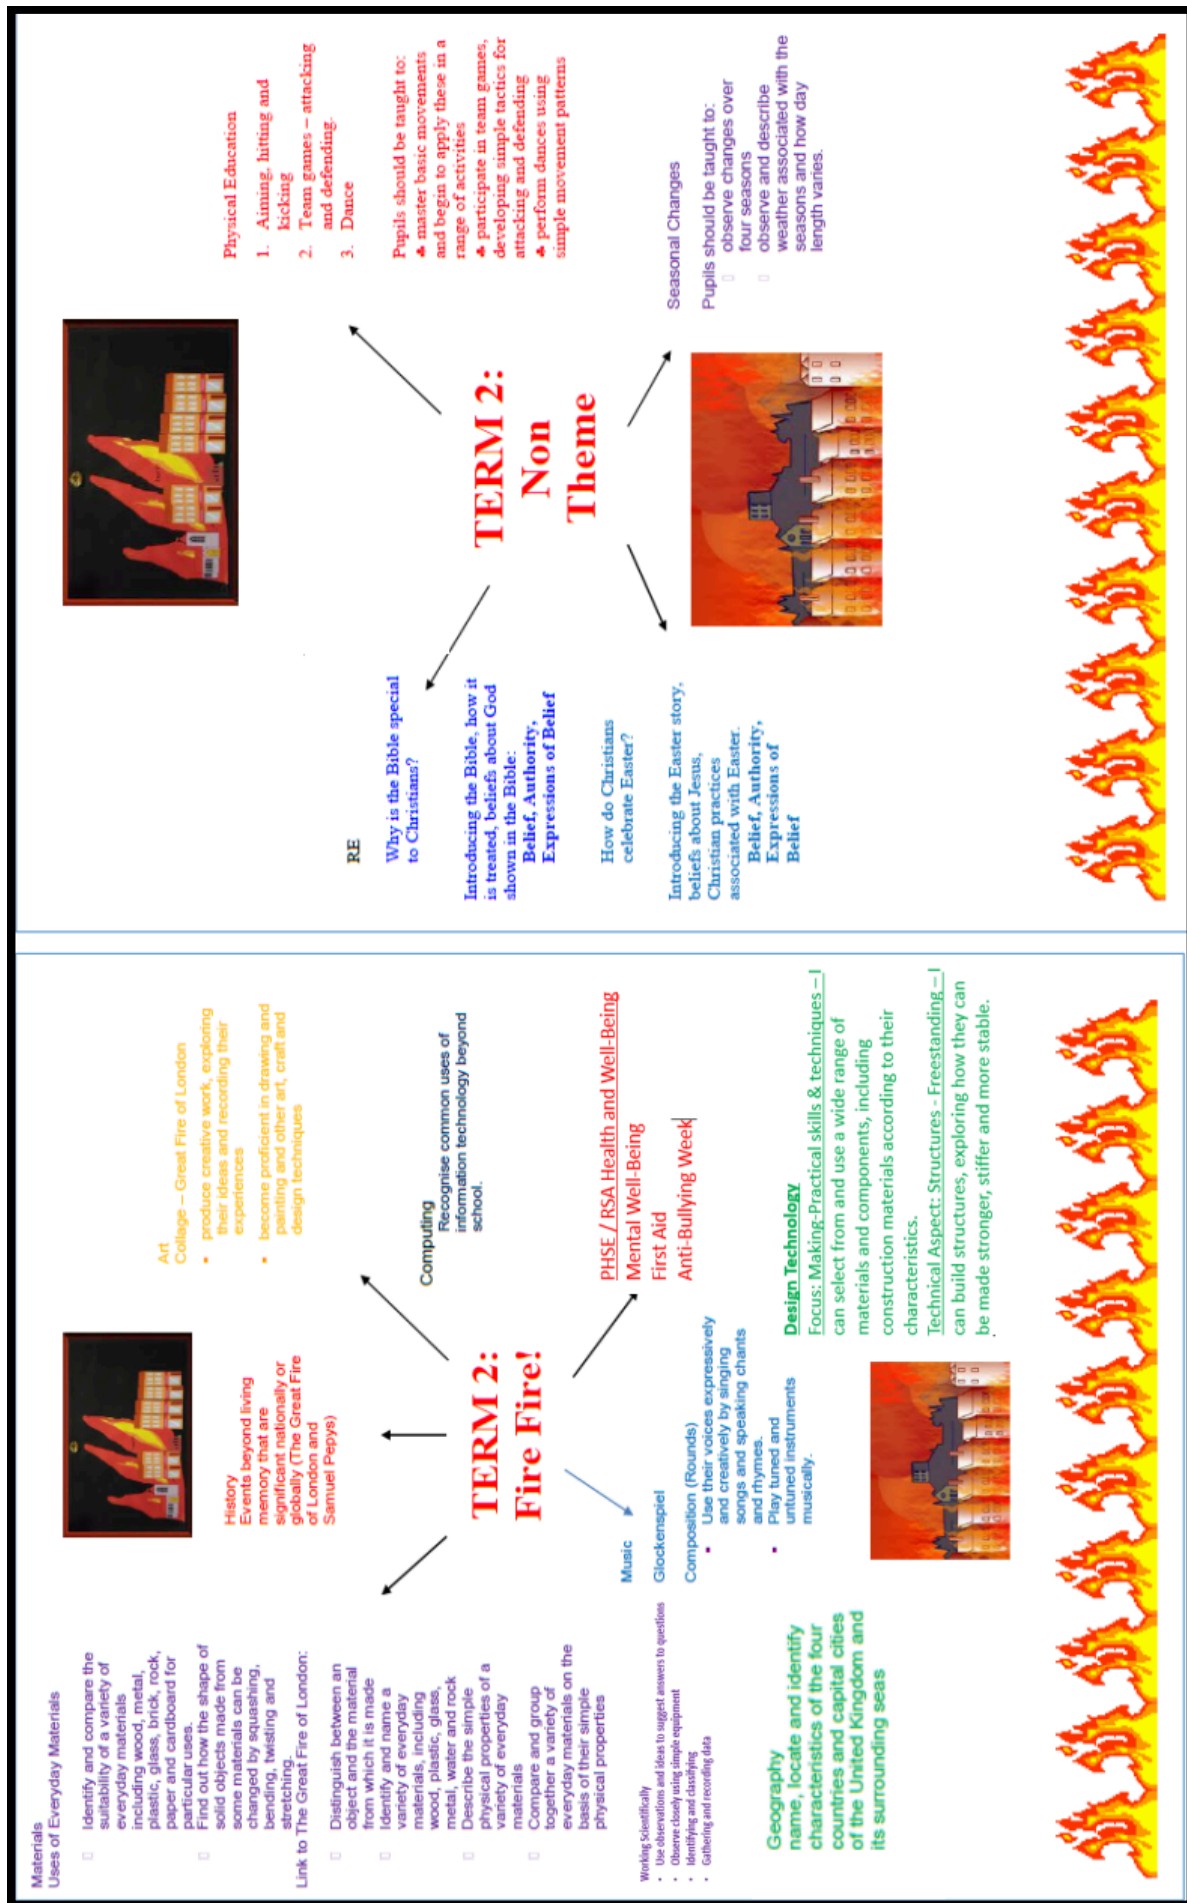 Materials
Uses of Everyday Materials
Identify and compare the
suitability of a variety of
everyday materials
including wood, metal,
plastic, glass, brick, rock,
paper and cardboard for
particular uses.
Find out how the shape of
solid objects made from
some materials can be
changed by squashing,
bending, twisting and
stretching.
Link to The Great Fire of London:
Distinguish between an
object and the material
from which it is made
Identify and name a
variety of everyday
materials, including
wood, plastic, glass,
metal, water and rock
Describe the simple
physical properties of a
variety of everyday
materials
Compare and group
together a variety of
everyday materials on the
basis of their simple
physical properties
Working Scientifically
• Use observations and ideas to suggest answers to questions
• Observe closely using simple equipment
• Identifying and classifying
• Gathering and recording data
Geography
name, locate and identify
characteristics of the four
countries and capital cities
of the United Kingdom and
its surrounding seas
History
Events beyond living
memory that are
significant nationally or
globally (The Great Fire
of London and
Samuel Pepys)
TERM 2:
Fire Fire!
Music
Glockenspiel
Composition (Rounds)
▪ Use their voices expressively
and creatively by singing
songs and speaking chants
and rhymes.
▪ Play tuned and
untuned instruments
musically.
Art
Collage – Great Fire of London
• produce creative work, exploring
their ideas and recording their
experiences
• become proficient in drawing and
painting and other art, craft and
design techniques
Computing
Recognise common uses of
information technology beyond
school.
PHSE / RSA Health and Well-Being
Mental Well-Being
First Aid
Anti-Bullying Week
Design Technology
Focus: Making-Practical skills & techniques – I
can select from and use a wide range of
materials and components, including
construction materials according to their
characteristics.
Technical Aspect: Structures - Freestanding – I
can build structures, exploring how they can
be made stronger, stiffer and more stable.
RE
Why is the Bible special
to Christians?
Introducing the Bible, how it
is treated, beliefs about God
shown in the Bible:
Belief, Authority,
Expressions of Belief
How do Christians
celebrate Easter?
Introducing the Easter story,
beliefs about Jesus,
Christian practices
associated with Easter.
Belief, Authority,
Expressions of
Belief
TERM 2:
Non
Theme
Physical Education
1. Aiming, hitting and
kicking
2. Team games – attacking
and defending.
3. Dance
Pupils should be taught to:
♣ master basic movements
and begin to apply these in a
range of activities
♣ participate in team games,
developing simple tactics for
attacking and defending
♣ perform dances using
simple movement patterns
Seasonal Changes
Pupils should be taught to:
observe changes over
four seasons
observe and describe
weather associated with the
seasons and how day
length varies.